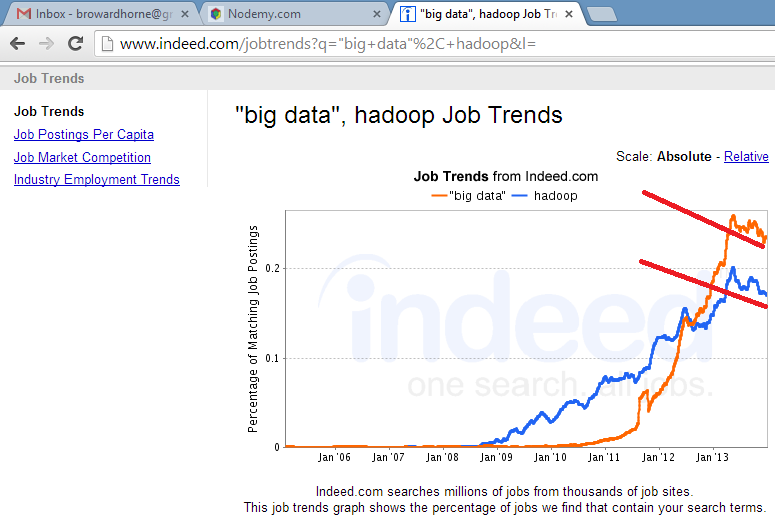 Inbox - browardhorne@gr
Nodemy.com
"big data", hadoop Job Tre
www.indeed.com/jobtrends?q="big+data"%2C+hadoop&l=
Job Trends
Job Trends
Job Postings Per Capita
Job Market Competition
Industry Employment Trends
"big data", hadoop Job Trends
Scale: Absolute - Relative
Job Trends from Indeed.com
"big data" hadoop
Percentage of Matching Job Postings
0.2
0.1
0
indeed
one search. all jobs.
Jan '06 Jan '07 Jan '08 Jan '09 Jan '10 Jan '11 Jan '12 Jan '13
Indeed.com searches millions of jobs from thousands of job sites.
This job trends graph shows the percentage of jobs we find that contain your search terms.